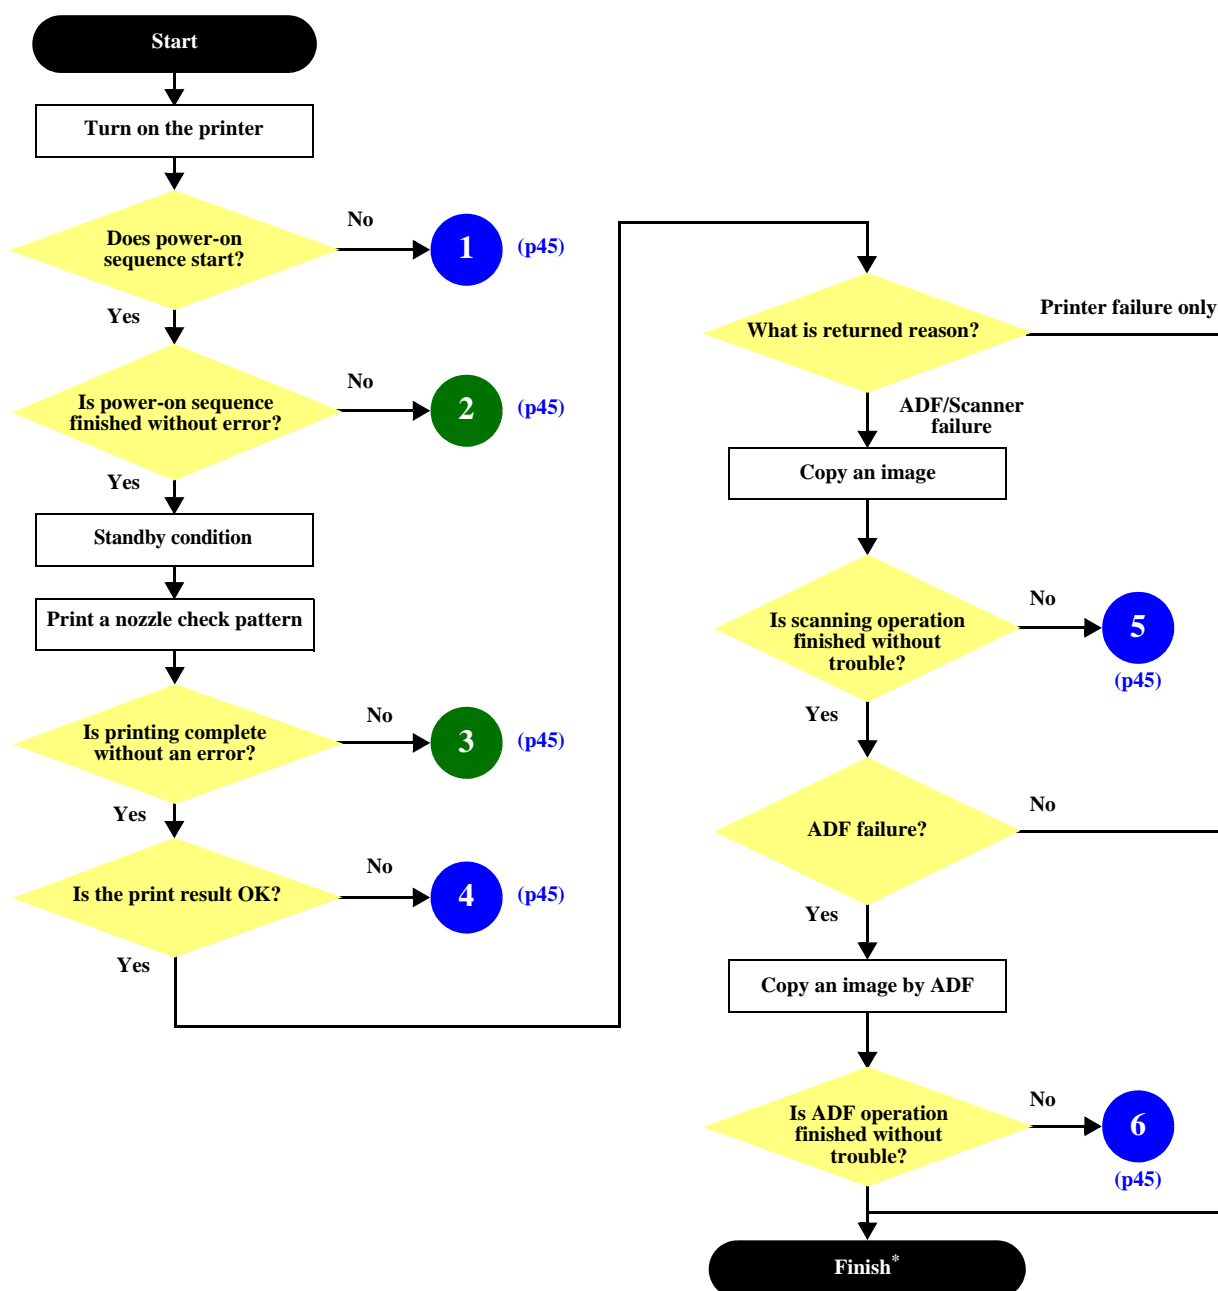 Start
Turn on the printer
Does power-on
sequence start?
No
1
(p45)
Yes
Is power-on sequence
finished without error?
No
2
(p45)
Yes
Standby condition
Print a nozzle check pattern
Is printing complete
without an error?
No
3
(p45)
Yes
Is the print result OK?
No
4
(p45)
Yes
What is returned reason?
Printer failure only
ADF/Scanner
failure
Copy an image
Is scanning operation
finished without
trouble?
No
5
(p45)
Yes
ADF failure?
No
Yes
Copy an image by ADF
Is ADF operation
finished without
trouble?
No
6
(p45)
Finish*